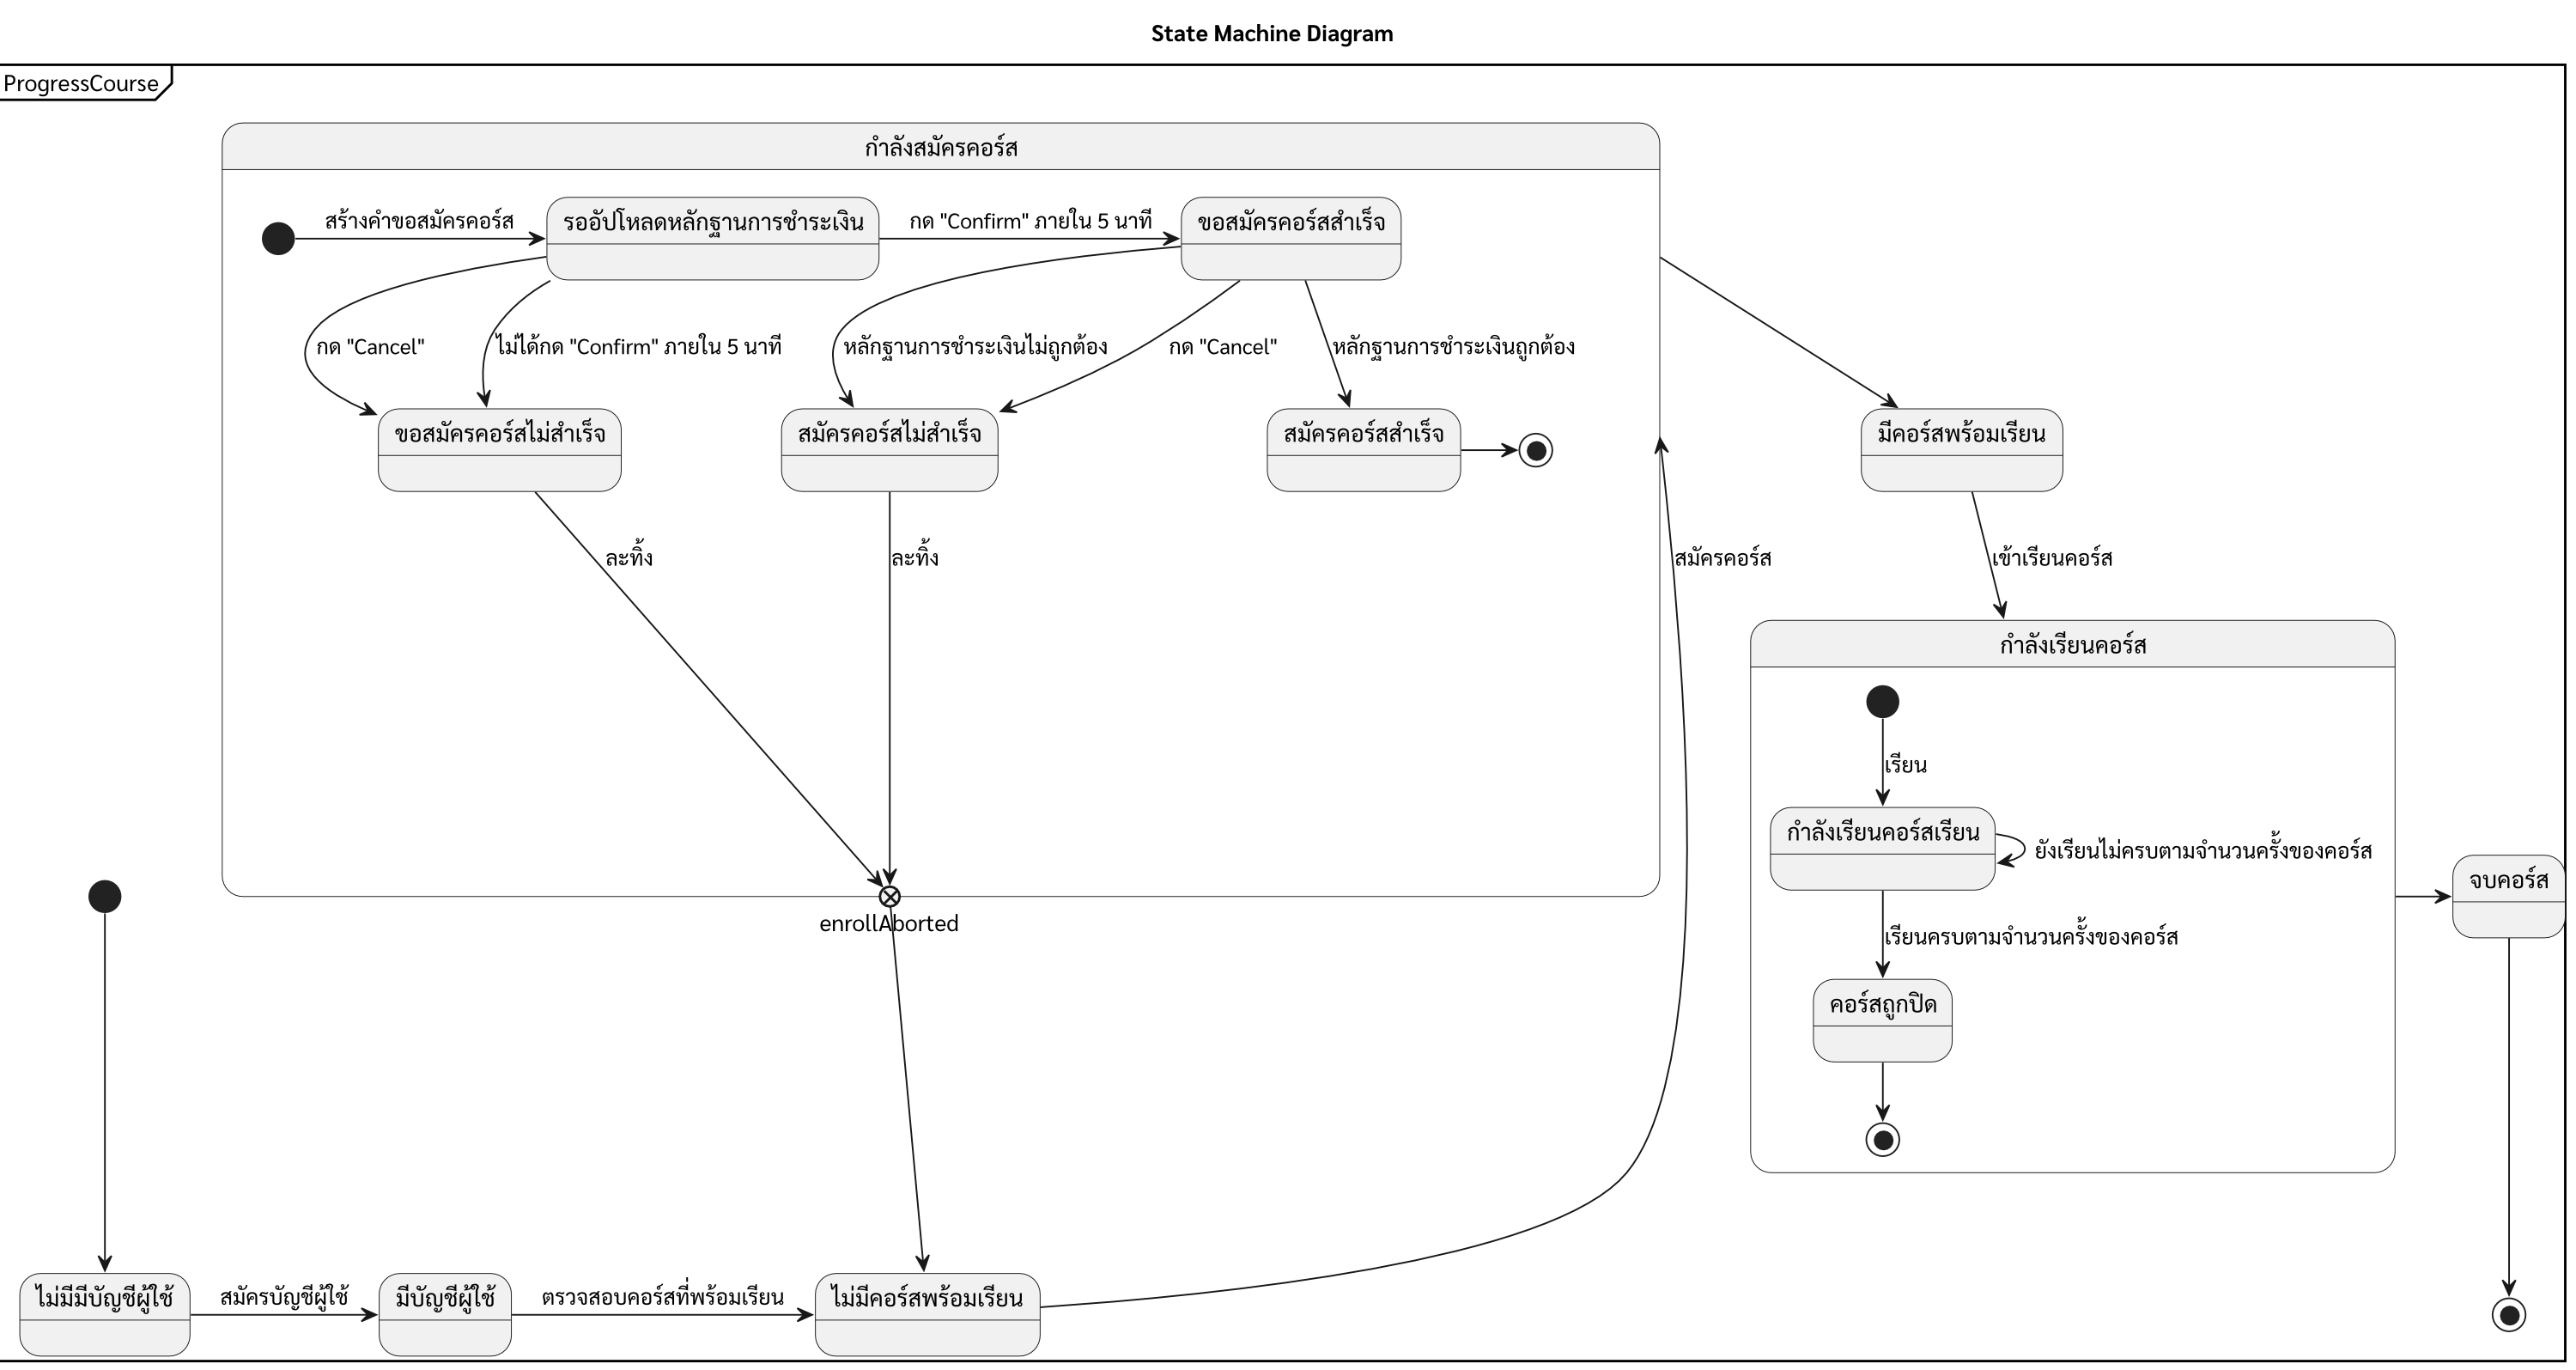 State Machine Diagram
ProgressCourse
กำลังสมัครคอร์ส
สร้างคำขอสมัครคอร์ส
รออัปโหลดหลักฐานการชำระเงิน
กด "Confirm" ภายใน 5 นาที
ขอสมัครคอร์สสำเร็จ
กด "Cancel"
ไม่ได้กด "Confirm" ภายใน 5 นาที
หลักฐานการชำระเงินไม่ถูกต้อง
กด "Cancel"
หลักฐานการชำระเงินถูกต้อง
ขอสมัครคอร์สไม่สำเร็จ
สมัครคอร์สไม่สำเร็จ
สมัครคอร์สสำเร็จ
มีคอร์สพร้อมเรียน
ละทิ้ง
ละทิ้ง
สมัครคอร์ส
เข้าเรียนคอร์ส
กำลังเรียนคอร์ส
เรียน
กำลังเรียนคอร์สเรียน
ยังเรียนไม่ครบตามจำนวนครั้งของคอร์ส
จบคอร์ส
enrollAborted
เรียนครบตามจำนวนครั้งของคอร์ส
คอร์สถูกปิด
ไม่มีมีบัญชีผู้ใช้
สมัครบัญชีผู้ใช้
มีบัญชีผู้ใช้
ตรวจสอบคอร์สที่พร้อมเรียน
ไม่มีคอร์สพร้อมเรียน